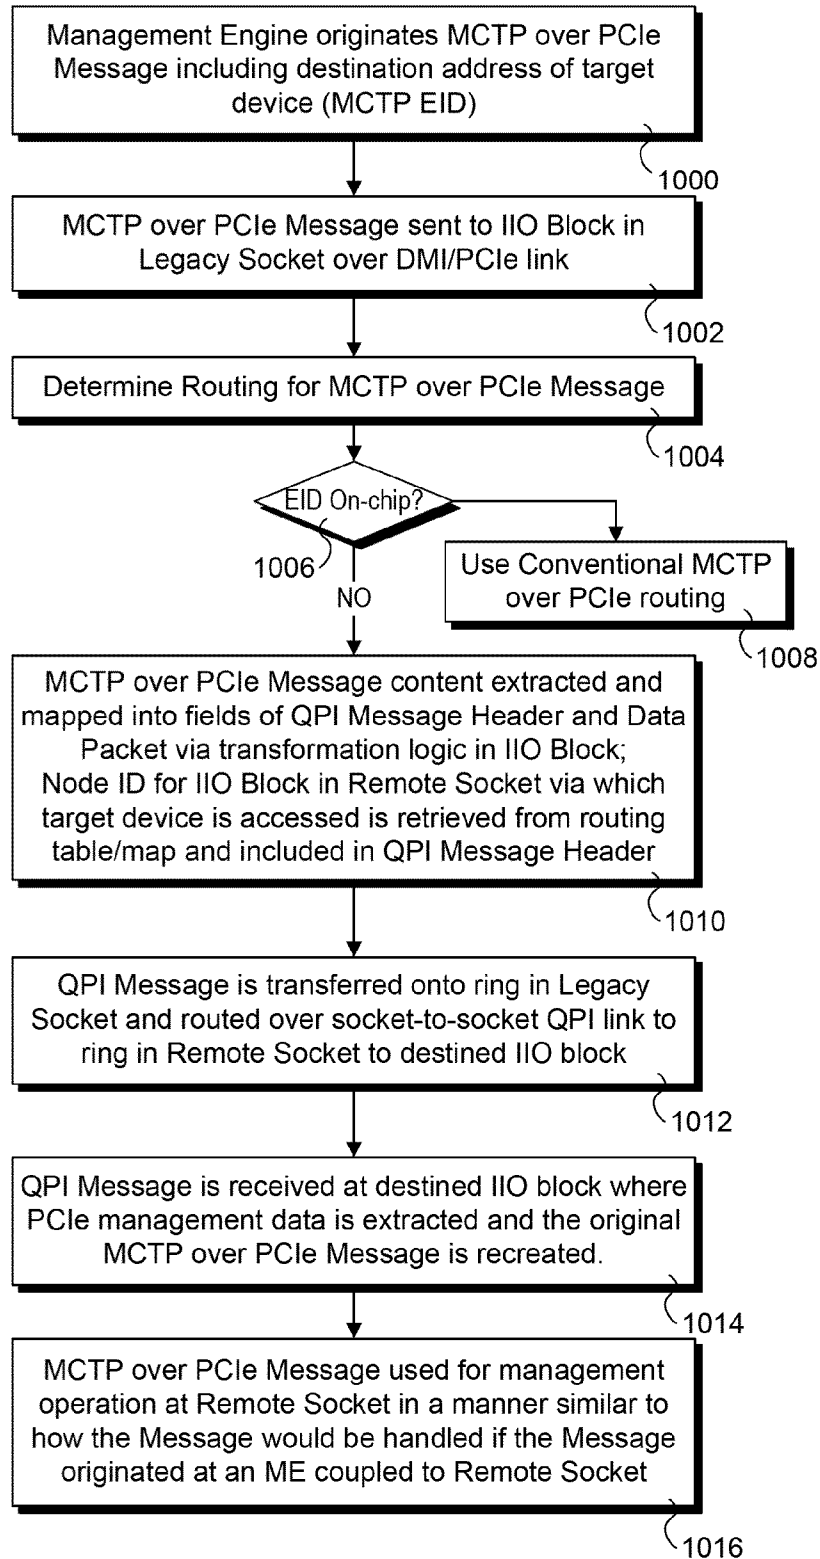 Management Engine originates MCTP over PCIe
Message including destination address of target
device (MCTP EID)
1000
MCTP over PCIe Message sent to IIO Block in
Legacy Socket over DMI/PCIe link
1002
Determine Routing for MCTP over PCIe Message
1004
EID On-chip?
1006
NO
Use Conventional MCTP
over PCIe routing
1008
MCTP over PCIe Message content extracted and
mapped into fields of QPI Message Header and Data
Packet via transformation logic in IIO Block;
Node ID for IIO Block in Remote Socket via which
target device is accessed is retrieved from routing
table/map and included in QPI Message Header
1010
QPI Message is transferred onto ring in Legacy
Socket and routed over socket-to-socket QPI link to
ring in Remote Socket to destined IIO block
1012
QPI Message is received at destined IIO block where
PCIe management data is extracted and the original
MCTP over PCIe Message is recreated.
1014
MCTP over PCIe Message used for management
operation at Remote Socket in a manner similar to
how the Message would be handled if the Message
originated at an ME coupled to Remote Socket
1016